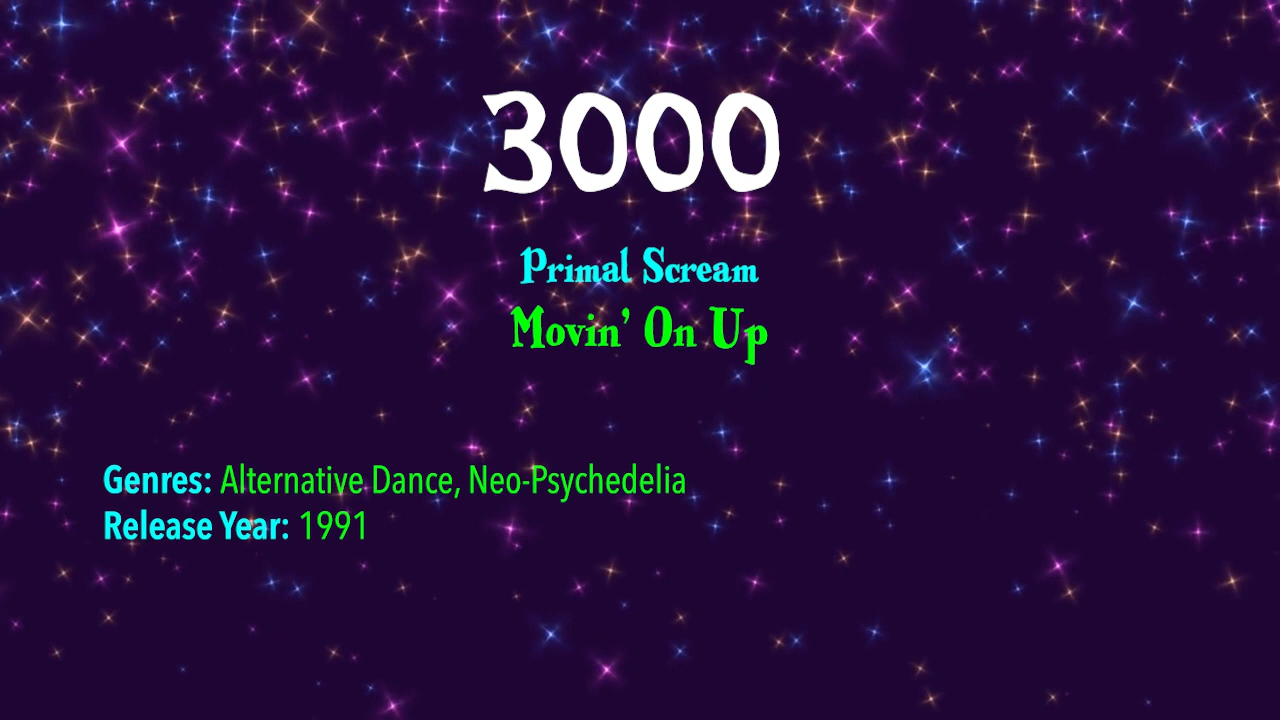 3000
Primal Scream
Movin’ On Up
Genres: Alternative Dance, Neo-Psychedelia
Release Year: 1991